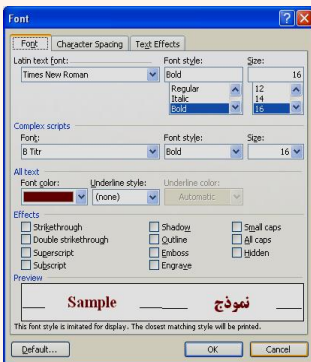 Font
Font Character Spacing Text Effects
Latin text font: Font style: Size:
Times New Roman Bold 16
Regular 12
Italic 14
Bold 16
Complex scripts
Font: Font style: Size:
B Titr Bold 16
All text
Font color: Underline style: Underline color:
(none) Automatic
Effects
Strikethrough Shadow Small caps
Double strikethrough Outline All caps
Superscript Emboss Hidden
Subscript Engrave
Preview
Sample نموذج
This font style is imitated for display. The closest matching style will be printed.
Default... OK Cancel